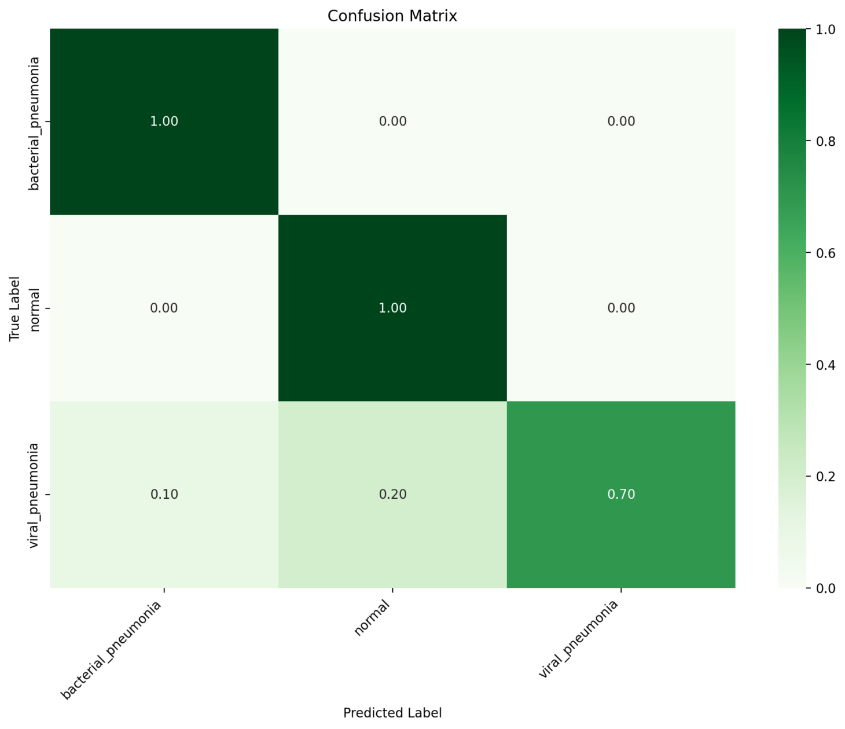 Confusion Matrix
True Label
bacterial_pneumonia
1.00 0.00 0.00
normal
0.00 1.00 0.00
viral_pneumonia
0.10 0.20 0.70
bacterial_pneumonia
normal
viral_pneumonia
Predicted Label
1.0
0.8
0.6
0.4
0.2
0.0